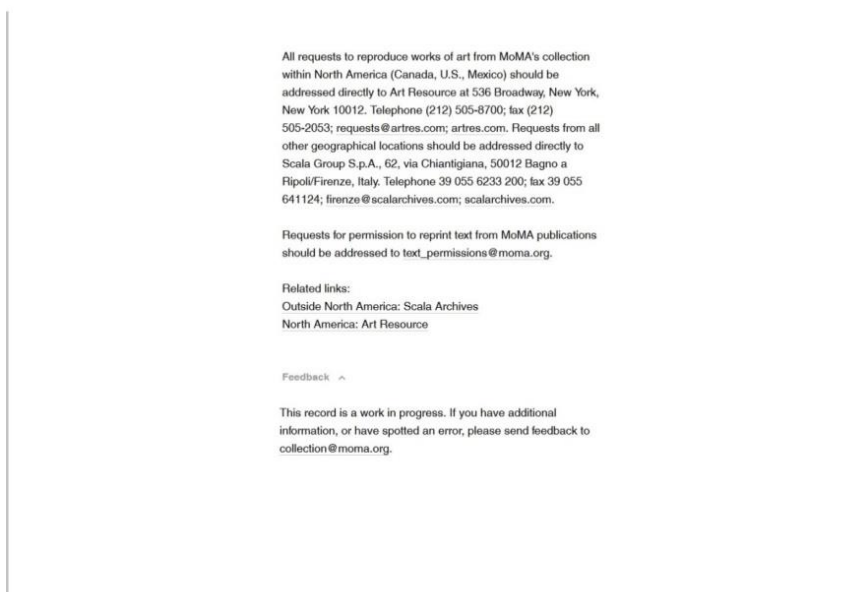 All requests to reproduce works of art from MoMA's collection
within North America (Canada, U.S., Mexico) should be
addressed directly to Art Resource at 536 Broadway, New York,
New York 10012. Telephone (212) 505-8700; fax (212)
505-2053; requests@artres.com; artres.com. Requests from all
other geographical locations should be addressed directly to
Scala Group S.p.A., 62, via Chiantigiana, 50012 Bagno a
Ripoli/Firenze, Italy. Telephone 39 055 6233 200; fax 39 055
641124; firenze@scalarchives.com; scalarchives.com.
Requests for permission to reprint text from MoMA publications
should be addressed to text_permissions@moma.org.
Related links:
Outside North America: Scala Archives
North America: Art Resource
Feedback
This record is a work in progress. If you have additional
information, or have spotted an error, please send feedback to
collection@moma.org.